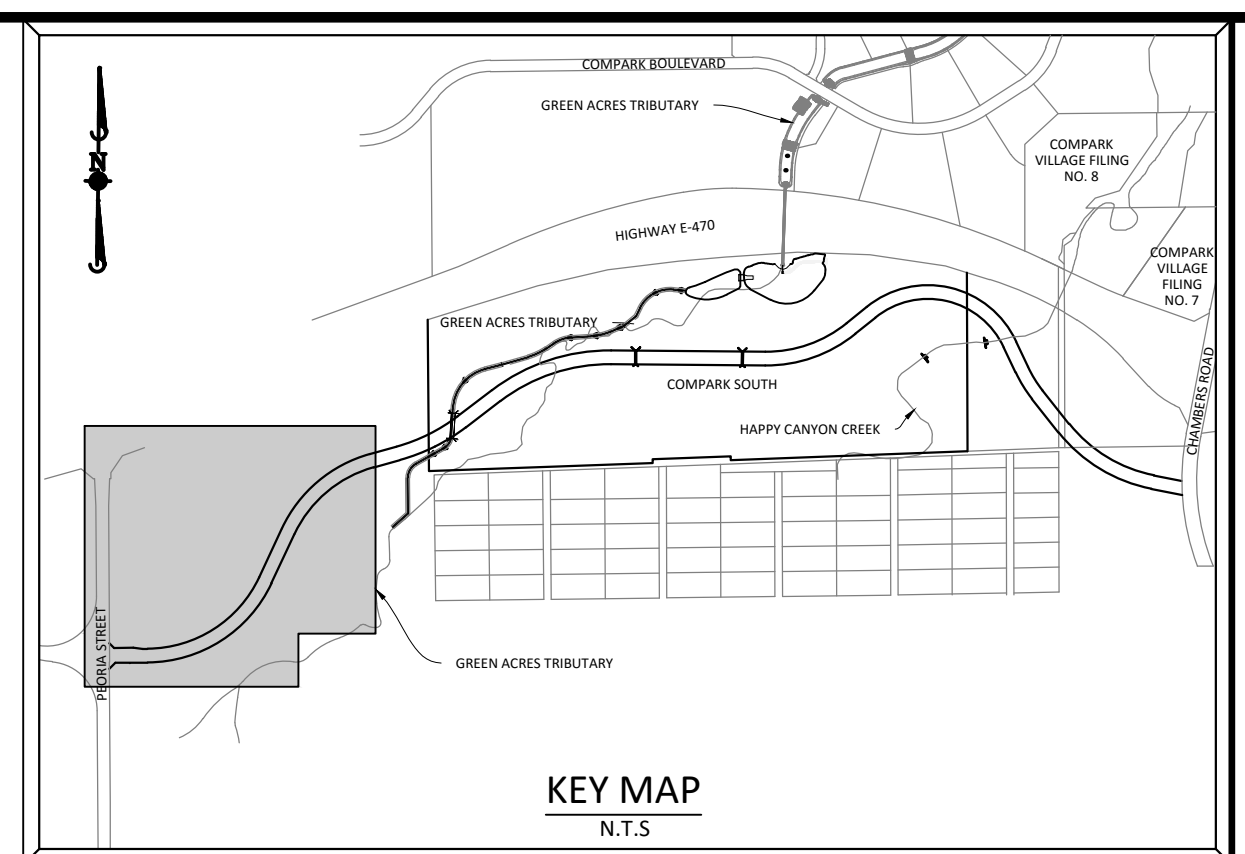 COMPARK BOULEVARD
GREEN ACRES TRIBUTARY
COMPARK
VILLAGE FILING
NO. 8
N
HIGHWAY E-470
COMPARK
VILLAGE
FILING
NO. 7
GREEN ACRES TRIBUTARY
COMPARK SOUTH
HAPPY CANYON CREEK
CHAMBERS ROAD
PEORIA STREET
GREEN ACRES TRIBUTARY
KEY MAP
N.T.S